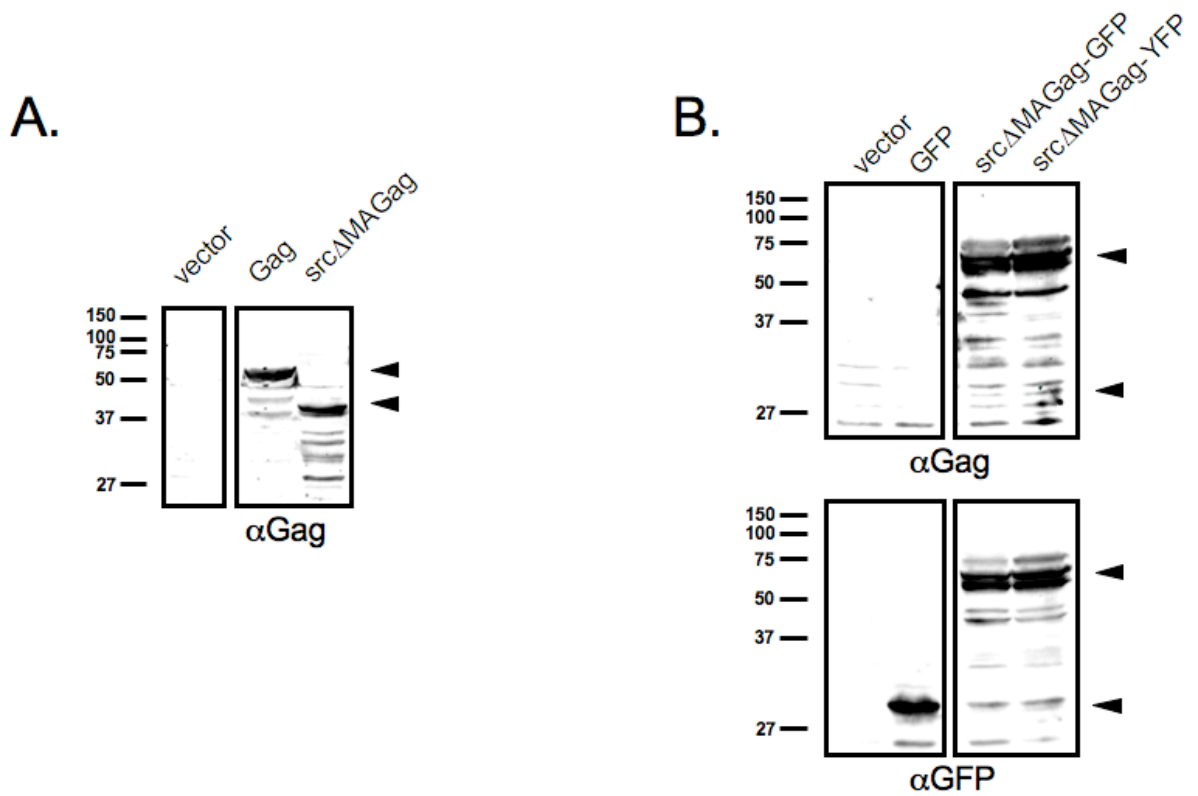 A.
vector
Gag
srcΔMAGag
150
100
75
50
37
27
αGag
B.
vector
GFP
srcΔMAGag-GFP
srcΔMAGag-YFP
150
100
75
50
37
27
αGag
150
100
75
50
37
27
αGFP